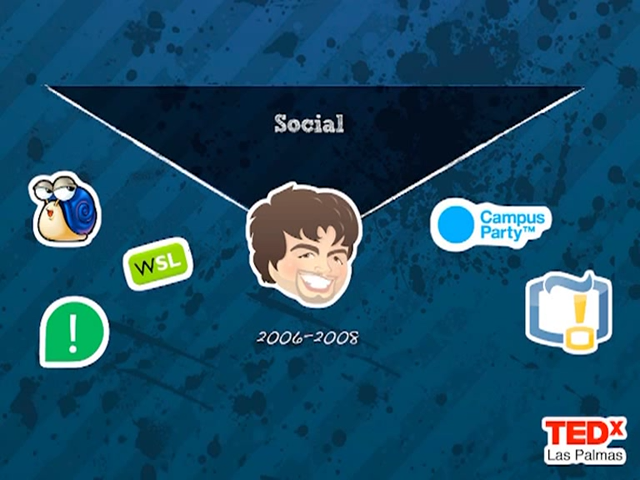 Social
WSL
!
Campus
Party™
2006-2008
TEDx
Las Palmas